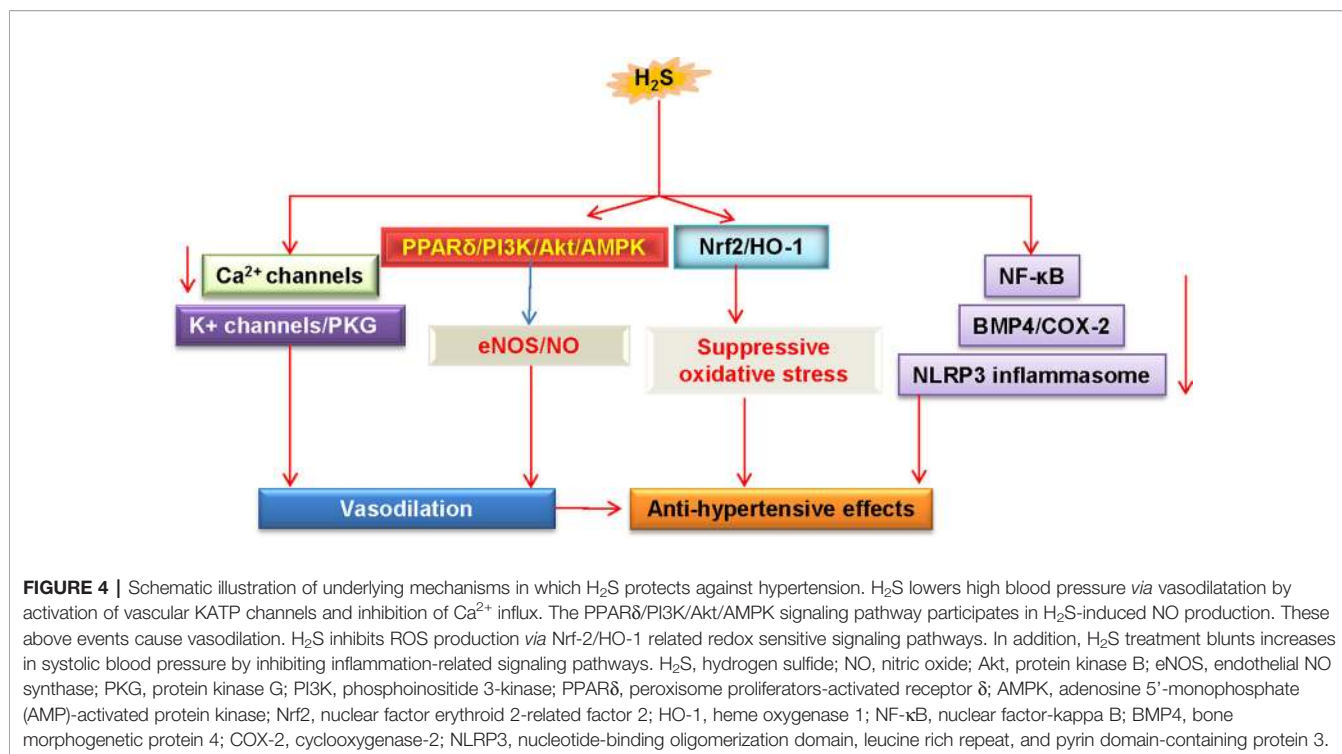 H₂S
PPARδ/PI3K/Akt/AMPK
Nrf2/HO-1
Ca²⁺ channels
NF-κB
K+ channels/PKG
BMP4/COX-2
eNOS/NO
Suppressive
oxidative stress
NLRP3 inflammasome
Vasodilation
Anti-hypertensive effects
FIGURE 4 | Schematic illustration of underlying mechanisms in which H₂S protects against hypertension. H₂S lowers high blood pressure via vasodilatation by
activation of vascular KATP channels and inhibition of Ca²⁺ influx. The PPARδ/PI3K/Akt/AMPK signaling pathway participates in H₂S-induced NO production. These
above events cause vasodilation. H₂S inhibits ROS production via Nrf-2/HO-1 related redox sensitive signaling pathways. In addition, H₂S treatment blunts increases
in systolic blood pressure by inhibiting inflammation-related signaling pathways. H₂S, hydrogen sulfide; NO, nitric oxide; Akt, protein kinase B; eNOS, endothelial NO
synthase; PKG, protein kinase G; PI3K, phosphoinositide 3-kinase; PPARδ, peroxisome proliferators-activated receptor δ; AMPK, adenosine 5’-monophosphate
(AMP)-activated protein kinase; Nrf2, nuclear factor erythroid 2-related factor 2; HO-1, heme oxygenase 1; NF-κB, nuclear factor-kappa B; BMP4, bone
morphogenetic protein 4; COX-2, cyclooxygenase-2; NLRP3, nucleotide-binding oligomerization domain, leucine rich repeat, and pyrin domain-containing protein 3.